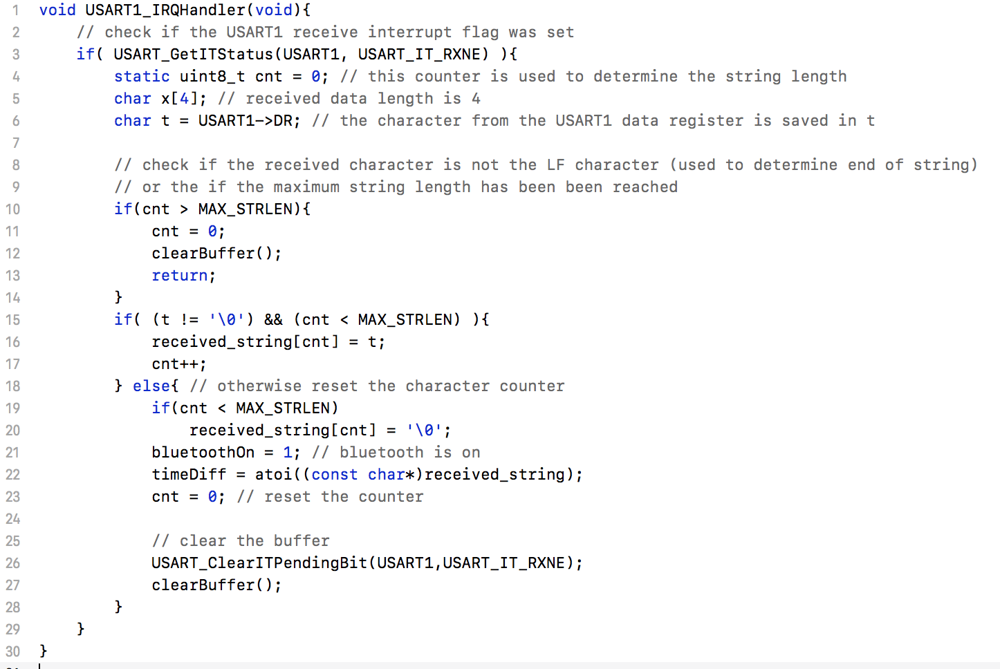 1 void USART1_IRQHandler(void){
2     // check if the USART1 receive interrupt flag was set
3     if( USART_GetITStatus(USART1, USART_IT_RXNE) ){
4         static uint8_t cnt = 0; // this counter is used to determine the string length
5         char x[4]; // received data length is 4
6         char t = USART1->DR; // the character from the USART1 data register is saved in t
7
8         // check if the received character is not the LF character (used to determine end of string)
9         // or the if the maximum string length has been been reached
10         if(cnt > MAX_STRLEN){
11             cnt = 0;
12             clearBuffer();
13             return;
14         }
15         if( (t != '\0') && (cnt < MAX_STRLEN) ){
16             received_string[cnt] = t;
17             cnt++;
18         } else{ // otherwise reset the character counter
19             if(cnt < MAX_STRLEN)
20                 received_string[cnt] = '\0';
21             bluetoothOn = 1; // bluetooth is on
22             timeDiff = atoi((const char*)received_string);
23             cnt = 0; // reset the counter
24
25             // clear the buffer
26             USART_ClearITPendingBit(USART1,USART_IT_RXNE);
27             clearBuffer();
28         }
29     }
30 }